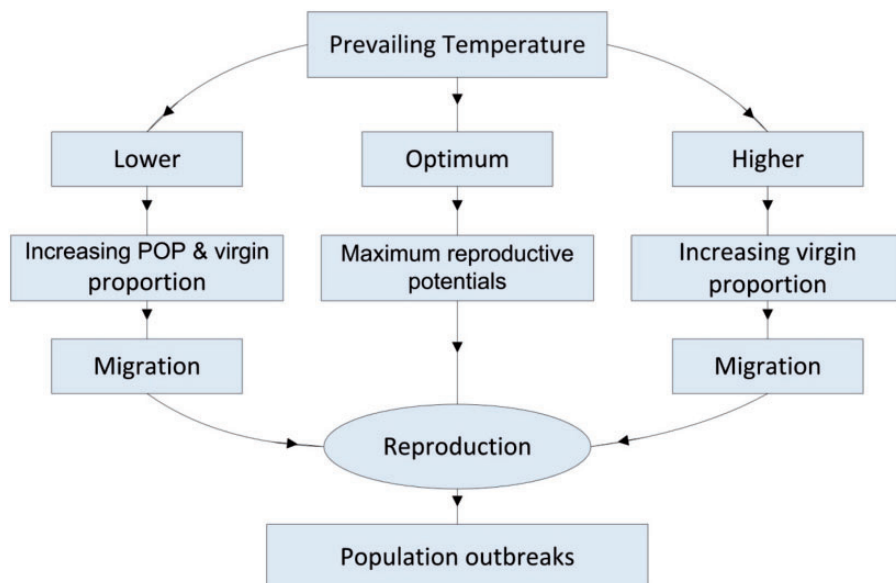 Prevailing Temperature
Lower
Optimum
Higher
Increasing POP & virgin
proportion
Maximum reproductive
potentials
Increasing virgin
proportion
Migration
Migration
Reproduction
Population outbreaks